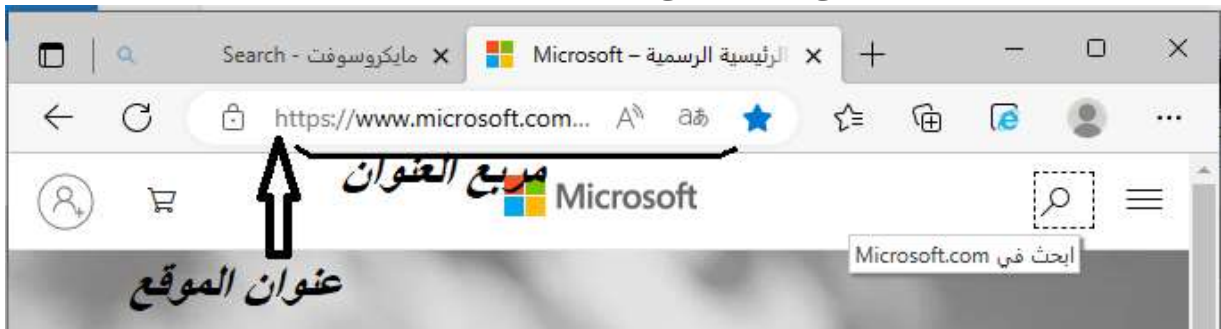 مايكروسوفت - Search
الرئيسية الرسمية – Microsoft
https://www.microsoft.com...
مربع العنوان
Microsoft
ابحث في Microsoft.com
عنوان الموقع